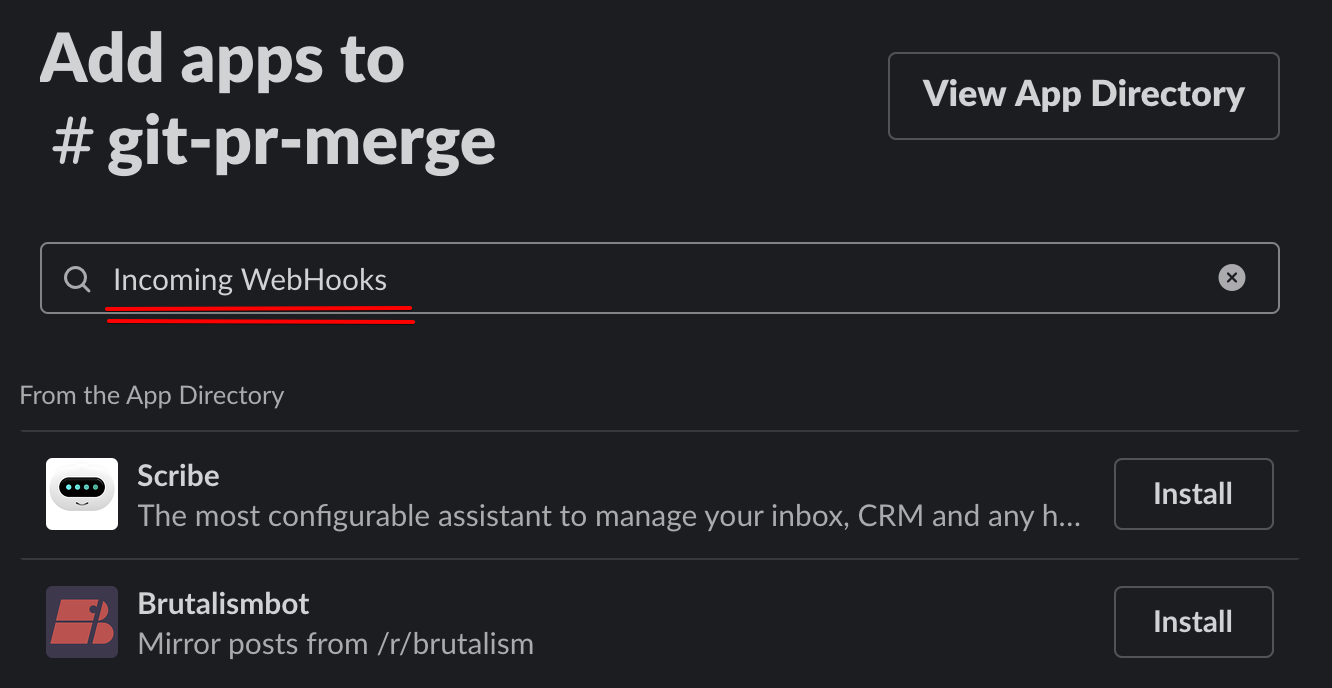 Add apps to
# git-pr-merge
View App Directory
Incoming WebHooks
From the App Directory
Scribe
The most configurable assistant to manage your inbox, CRM and any h...
Install
Brutalismbot
Mirror posts from /r/brutalism
Install